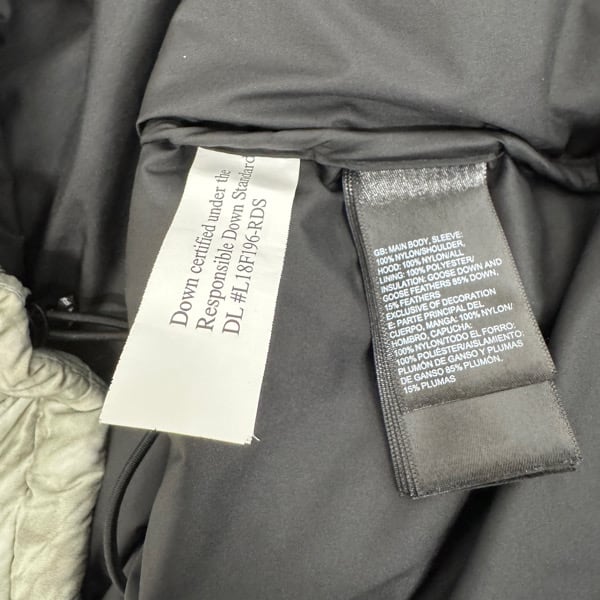 Down certified under the
Responsible Down Standard
DL #L18F196-RDS
GB: MAIN BODY, SLEEVE:
100% NYLON/SHOULDER,
HOOD: 100% NYLON/ALL
LINING: 100% POLYESTER/
INSULATION: GOOSE DOWN AND
GOOSE FEATHERS 85% DOWN,
15% FEATHERS
EXCLUSIVE OF DECORATION
E: PARTE PRINCIPAL DEL
CUERPO, MANGA: 100% NYLON/
HOMBRO, CAPUCHA:
100% NYLON/TODO EL FORRO:
100% POLIÉSTER/AISLAMIENTO:
PLUMÓN DE GANSO Y PLUMAS
DE GANSO 85% PLUMÓN,
15% PLUMAS